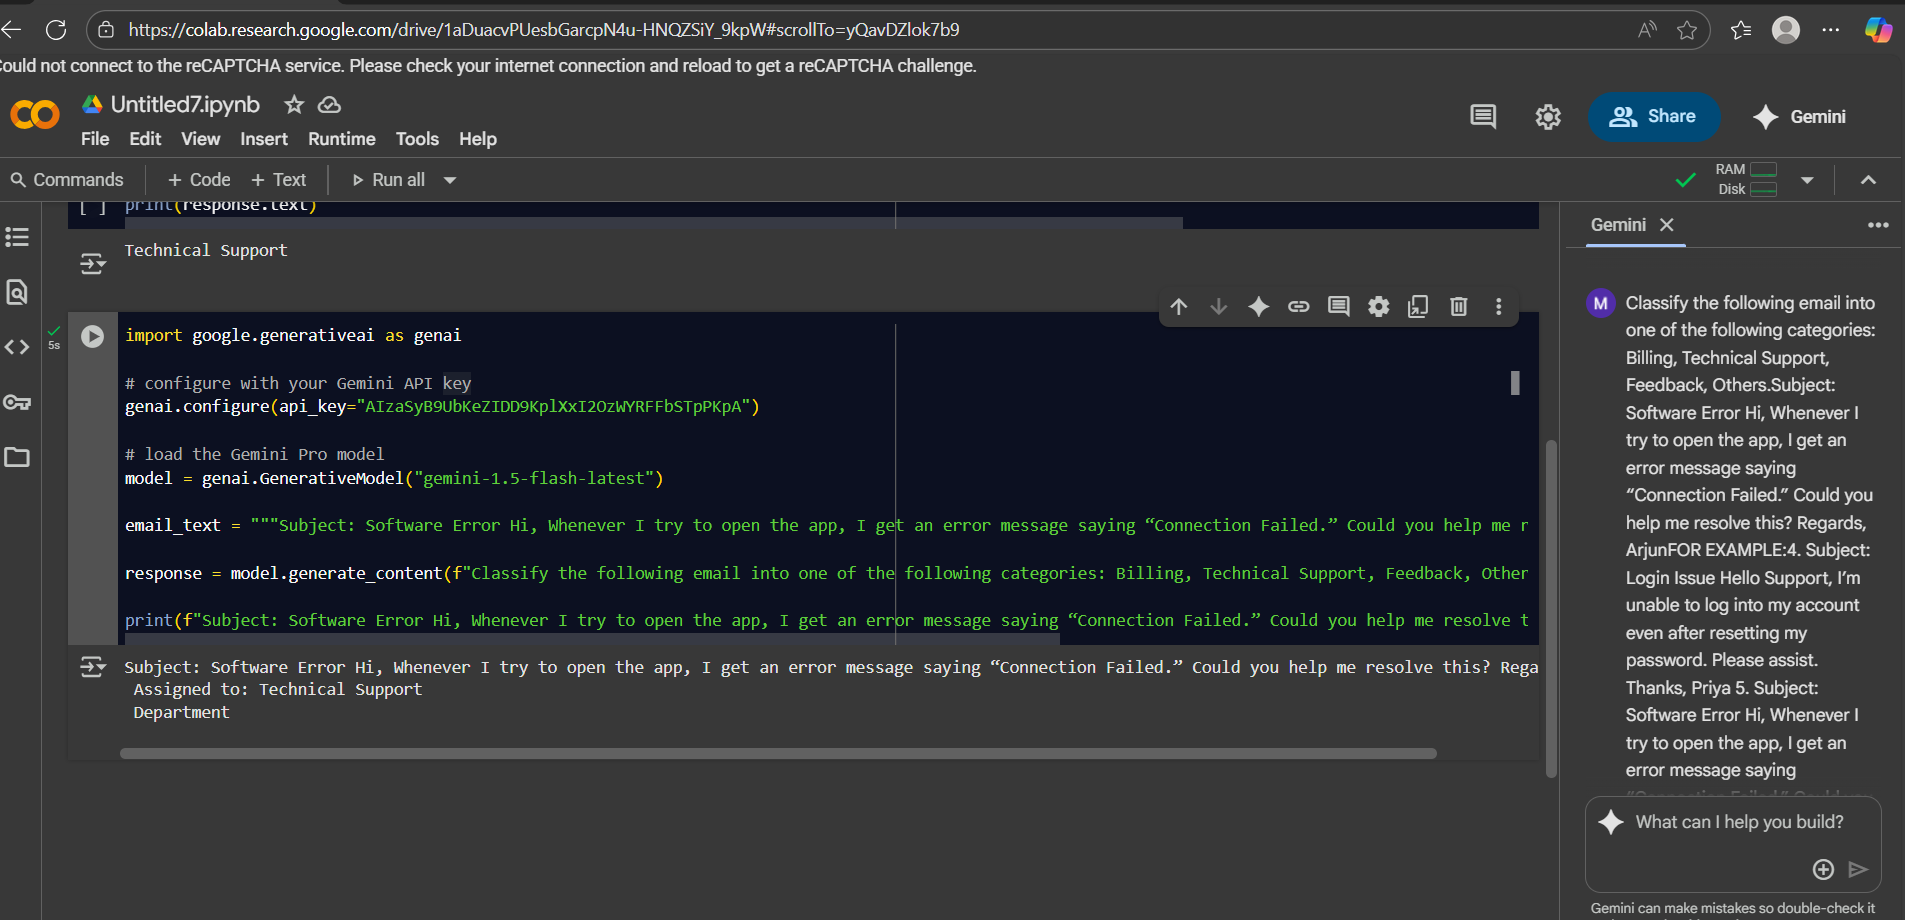 https://colab.research.google.com/drive/1aDuacvPUesbGarcpN4u-HNQZSiY_9kpW#scrollTo=yQavDZlok7b9
Could not connect to the reCAPTCHA service. Please check your internet connection and reload to get a reCAPTCHA challenge.
Untitled7.ipynb
File Edit View Insert Runtime Tools Help
Share
Gemini
Commands + Code + Text Run all
RAM
Disk
[ ] print(response.text)
Technical Support
5s
import google.generativeai as genai
# configure with your Gemini API key
genai.configure(api_key="AIzaSyB9UbKeZIDD9KplXxI2OzWYRFFbSTpPKpA")
# load the Gemini Pro model
model = genai.GenerativeModel("gemini-1.5-flash-latest")
email_text = """Subject: Software Error Hi, Whenever I try to open the app, I get an error message saying “Connection Failed.” Could you help me r
response = model.generate_content(f"Classify the following email into one of the following categories: Billing, Technical Support, Feedback, Other
print(f"Subject: Software Error Hi, Whenever I try to open the app, I get an error message saying “Connection Failed.” Could you help me resolve t
Subject: Software Error Hi, Whenever I try to open the app, I get an error message saying “Connection Failed.” Could you help me resolve this? Rega
Assigned to: Technical Support
Department
Gemini
M
Classify the following email into
one of the following categories:
Billing, Technical Support,
Feedback, Others.Subject:
Software Error Hi, Whenever I
try to open the app, I get an
error message saying
“Connection Failed.” Could you
help me resolve this? Regards,
ArjunFOR EXAMPLE:4. Subject:
Login Issue Hello Support, I’m
unable to log into my account
even after resetting my
password. Please assist.
Thanks, Priya 5. Subject:
Software Error Hi, Whenever I
try to open the app, I get an
error message saying
What can I help you build?
Gemini can make mistakes so double-check it